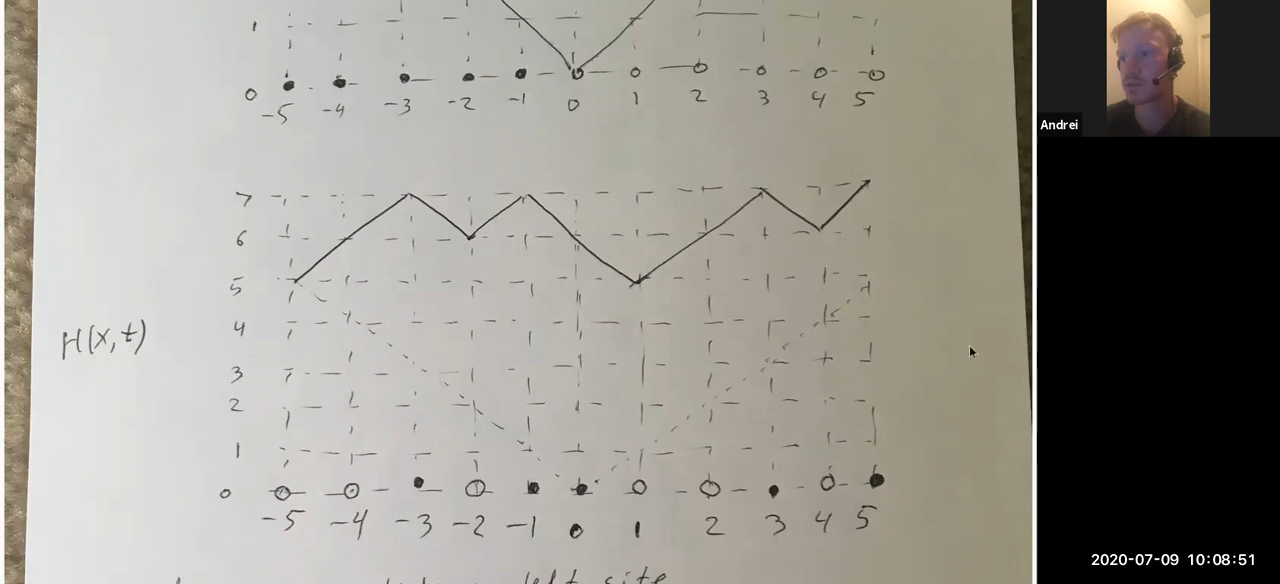 1
0
-5 -4 -3 -2 -1 0 1 2 3 4 5
Andrei
7
6
5
4
H(x,t)
3
2
1
0
-5 -4 -3 -2 -1 0 1 2 3 4 5
left site
2020-07-09 10:08:51